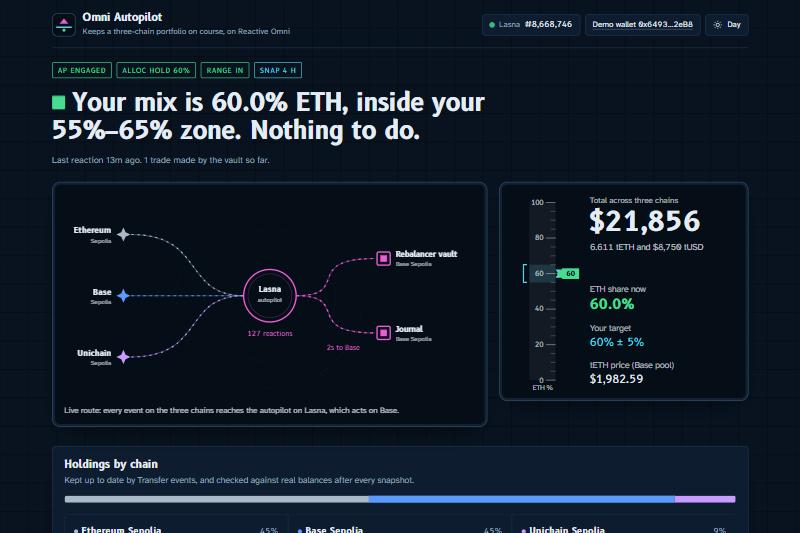 Omni Autopilot
Keeps a three-chain portfolio on course, on Reactive Omni
Lasna #8,668,746
Demo wallet 0x6493…2eB8
Day
AP ENGAGED
ALLOC HOLD 60%
RANGE IN
SNAP 4 H
Your mix is 60.0% ETH, inside your
55%–65% zone. Nothing to do.
Last reaction 13m ago. 1 trade made by the vault so far.
Ethereum
Sepolia
Base
Sepolia
Unichain
Sepolia
Lasna
autopilot
127 reactions
Rebalancer vault
Base Sepolia
Journal
Base Sepolia
2s to Base
Live route: every event on the three chains reaches the autopilot on Lasna, which acts on Base.
100
80
60
40
20
0
ETH %
60
Total across three chains
$21,856
6.611 tETH and $8,750 tUSD
ETH share now
60.0%
Your target
60% ± 5%
tETH price (Base pool)
$1,982.59
Holdings by chain
Kept up to date by Transfer events, and checked against real balances after every snapshot.
Ethereum Sepolia 45%
Base Sepolia 45%
Unichain Sepolia 9%